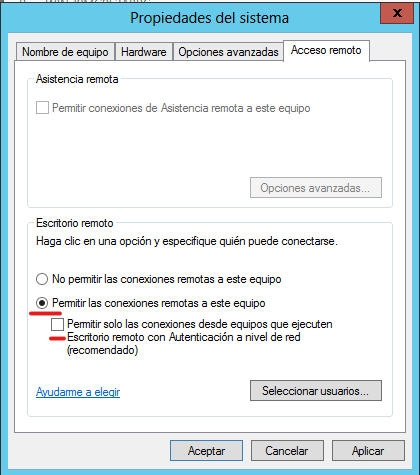 Propiedades del sistema
x
Nombre de equipo Hardware Opciones avanzadas Acceso remoto
Asistencia remota
Permitir conexiones de Asistencia remota a este equipo
Opciones avanzadas...
Escritorio remoto
Haga clic en una opción y especifique quién puede conectarse.
No permitir las conexiones remotas a este equipo
Permitir las conexiones remotas a este equipo
Permitir solo las conexiones desde equipos que ejecuten
Escritorio remoto con Autenticación a nivel de red
(recomendado)
Ayudarme a elegir
Seleccionar usuarios...
Aceptar Cancelar Aplicar